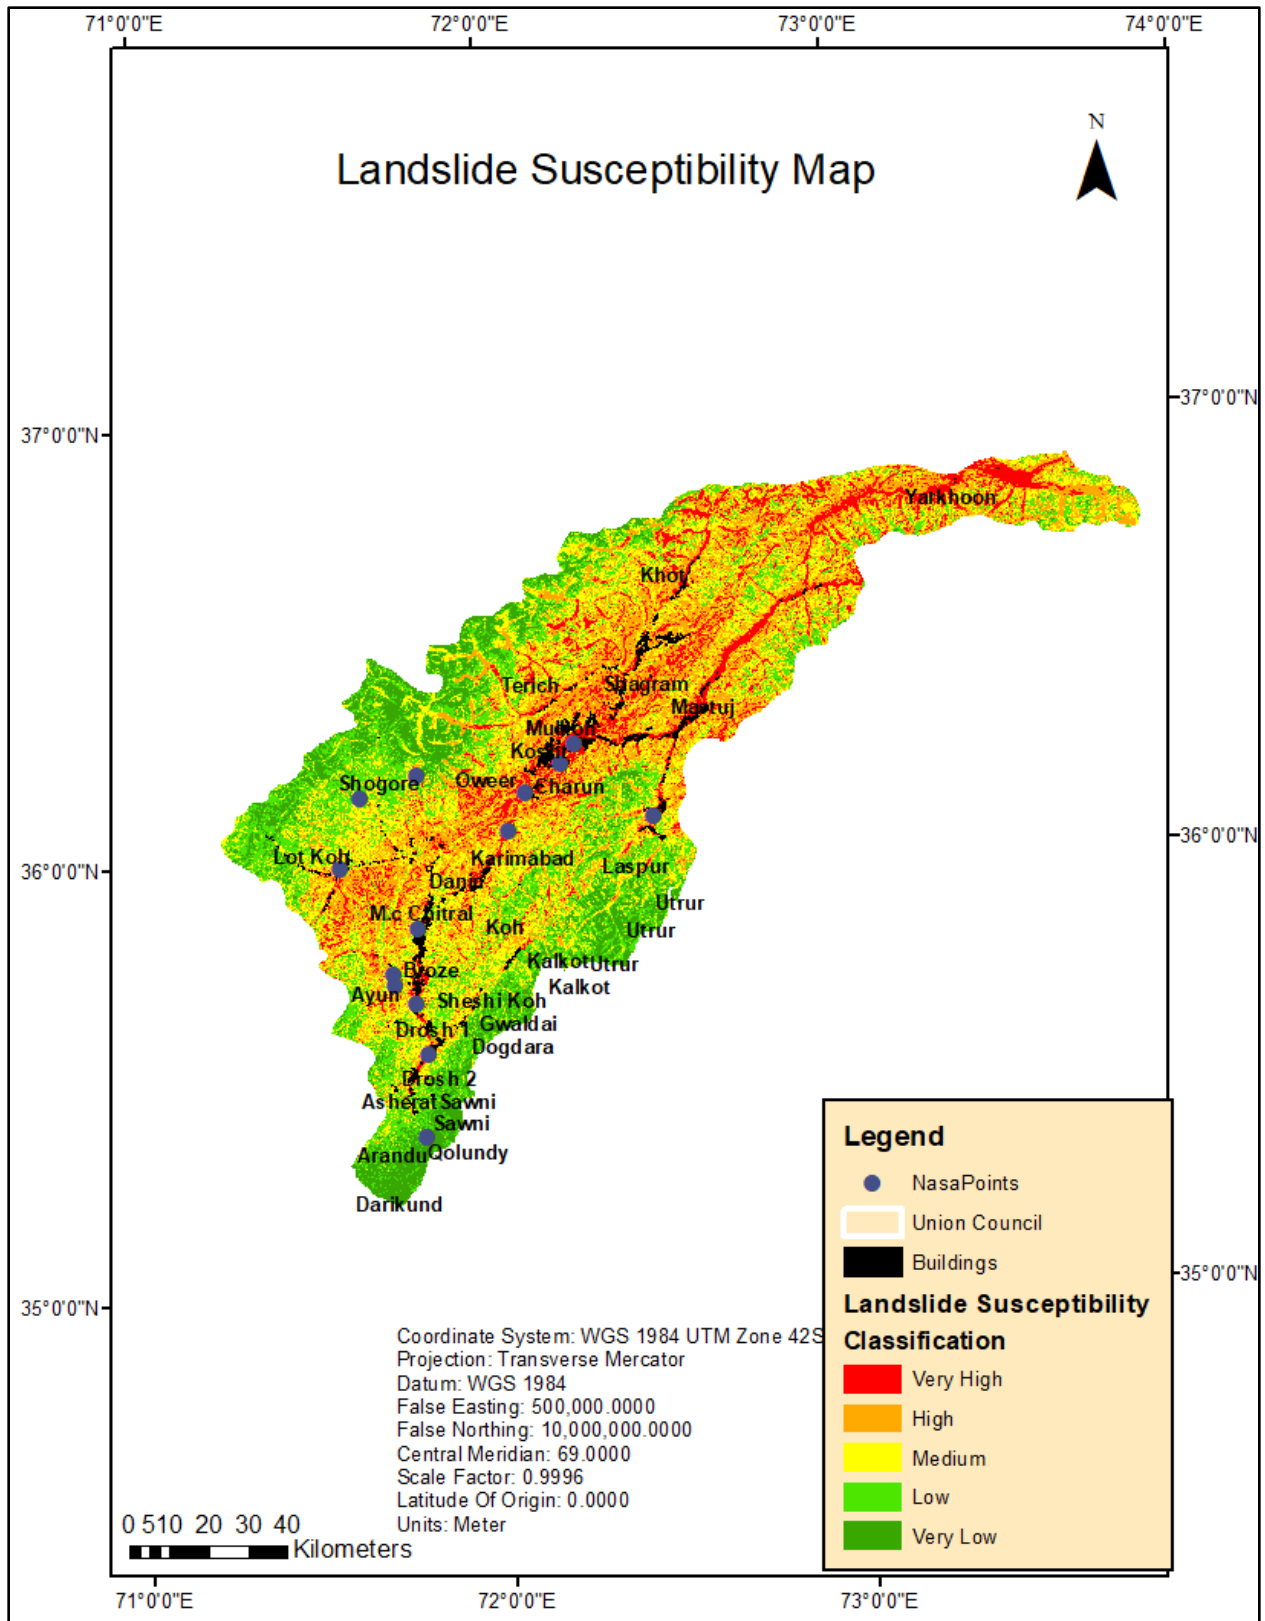 71°0'0"E
72°0'0"E
73°0'0"E
74°0'0"E
N
Landslide Susceptibility Map
37°0'0"N
37°0'0"N
Yarkhoon
Khot
Terich
Shagram
Mastuj
Kosht
Oweer
Charun
Shogore
36°0'0"N
Lot Koh
Karimabad
Laspur
36°0'0"N
Danin
Utrur
M.c Chitral
Koh
Utrur
Kalkot
Utrur
Broze
Kalkot
Ayun
Sheshi Koh
Gwaldai
Drosh 1
Dogdara
Drosh 2
Asherat
Sawni
Sawni
Arandu
Qolundy
Darikund
35°0'0"N
35°0'0"N
Legend
NasaPoints
Union Council
Buildings
Landslide Susceptibility
Classification
Very High
High
Medium
Low
Very Low
Coordinate System: WGS 1984 UTM Zone 42S
Projection: Transverse Mercator
Datum: WGS 1984
False Easting: 500,000.0000
False Northing: 10,000,000.0000
Central Meridian: 69.0000
Scale Factor: 0.9996
Latitude Of Origin: 0.0000
Units: Meter
0 510 20 30 40
Kilometers
71°0'0"E
72°0'0"E
73°0'0"E